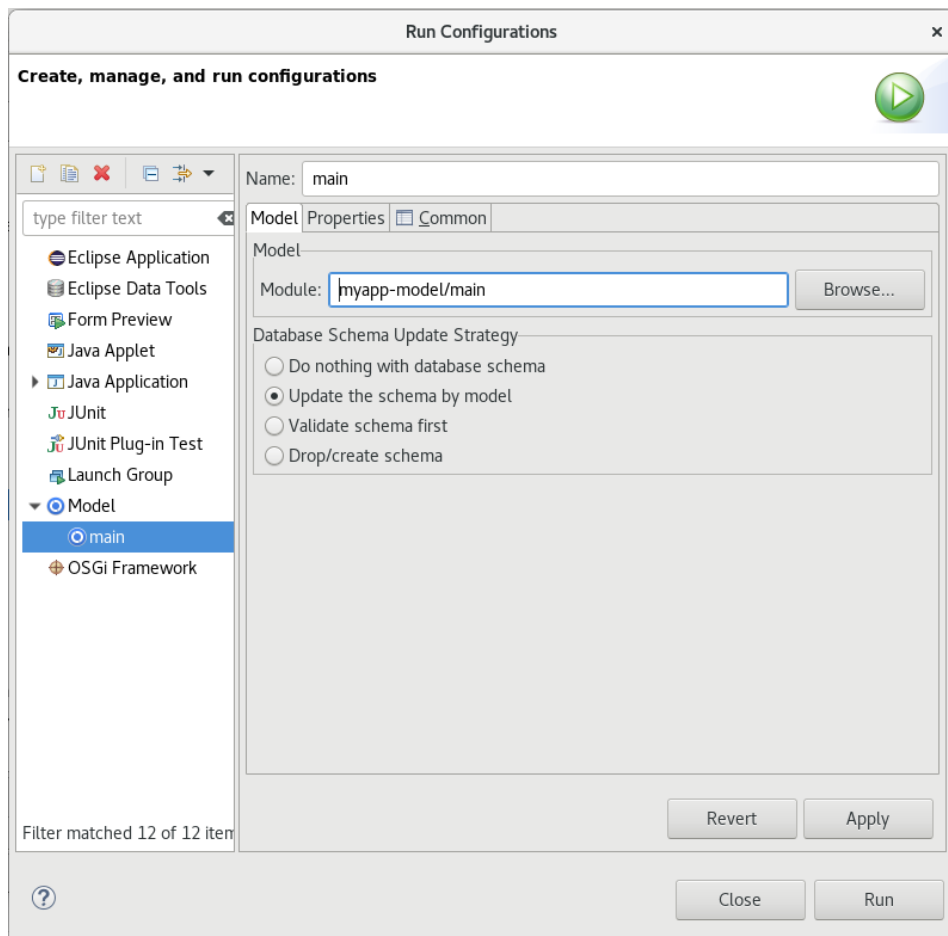 Run Configurations
Create, manage, and run configurations
Name: main
type filter text
Model Properties Common
Eclipse Application
Eclipse Data Tools
Form Preview
Java Applet
Java Application
JUnit
JUnit Plug-in Test
Launch Group
Model
main
OSGi Framework
Filter matched 12 of 12 item
Model
Module: myapp-model/main Browse...
Database Schema Update Strategy
Do nothing with database schema
Update the schema by model
Validate schema first
Drop/create schema
Revert Apply
Close Run